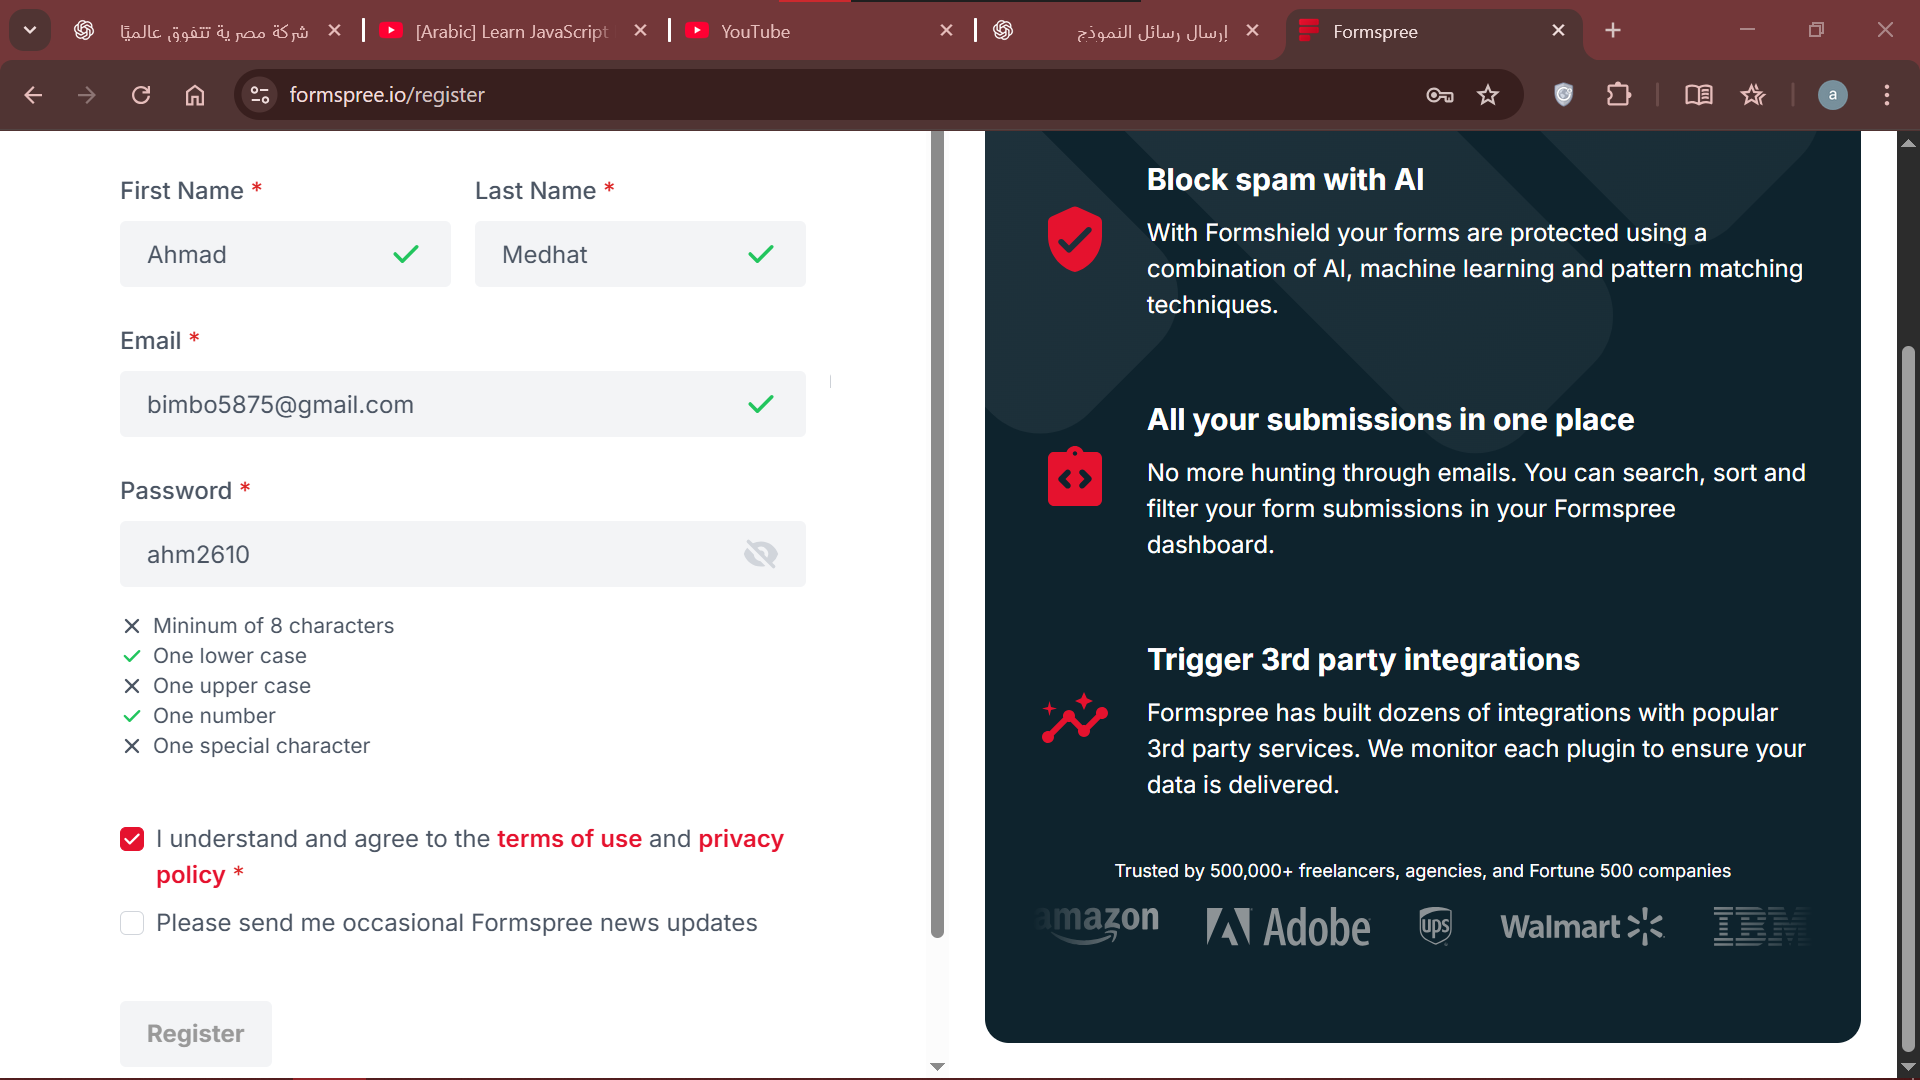 شركة مصرية تتفوق عالميًا
[Arabic] Learn JavaScript
YouTube
إرسال رسائل النموذج
Formspree
formspree.io/register
a
First Name *
Last Name *
Ahmad
Medhat
Email *
bimbo5875@gmail.com
Password *
ahm2610
Mininum of 8 characters
One lower case
One upper case
One number
One special character
I understand and agree to the terms of use and privacy
policy *
Please send me occasional Formspree news updates
Register
Block spam with AI
With Formshield your forms are protected using a
combination of AI, machine learning and pattern matching
techniques.
All your submissions in one place
No more hunting through emails. You can search, sort and
filter your form submissions in your Formspree
dashboard.
Trigger 3rd party integrations
Formspree has built dozens of integrations with popular
3rd party services. We monitor each plugin to ensure your
data is delivered.
Trusted by 500,000+ freelancers, agencies, and Fortune 500 companies
amazon
Adobe
ups
Walmart
IBM